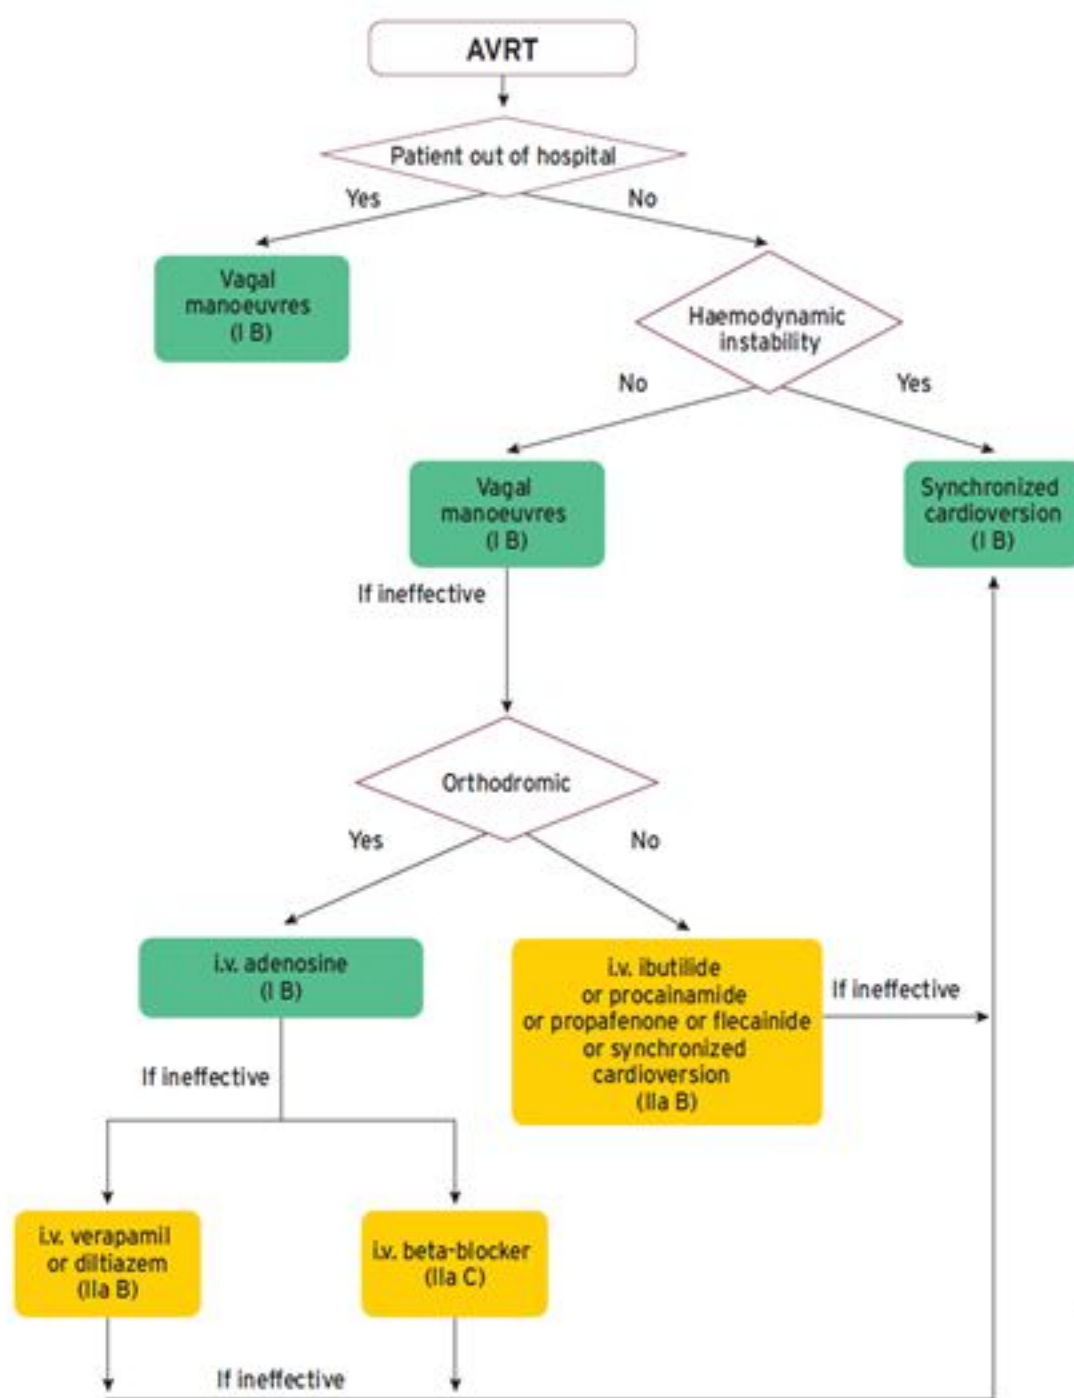 AVRT
Patient out of hospital
Yes
No
Vagal
manoeuvres
(I B)
Haemodynamic
instability
No
Yes
Vagal
manoeuvres
(I B)
Synchronized
cardioversion
(I B)
If ineffective
Orthodromic
Yes
No
i.v. adenosine
(I B)
i.v. ibutilide
or procainamide
or propafenone or flecainide
or synchronized
cardioversion
(IIa B)
If ineffective
If ineffective
i.v. verapamil
or diltiazem
(IIa B)
i.v. beta-blocker
(IIa C)
If ineffective